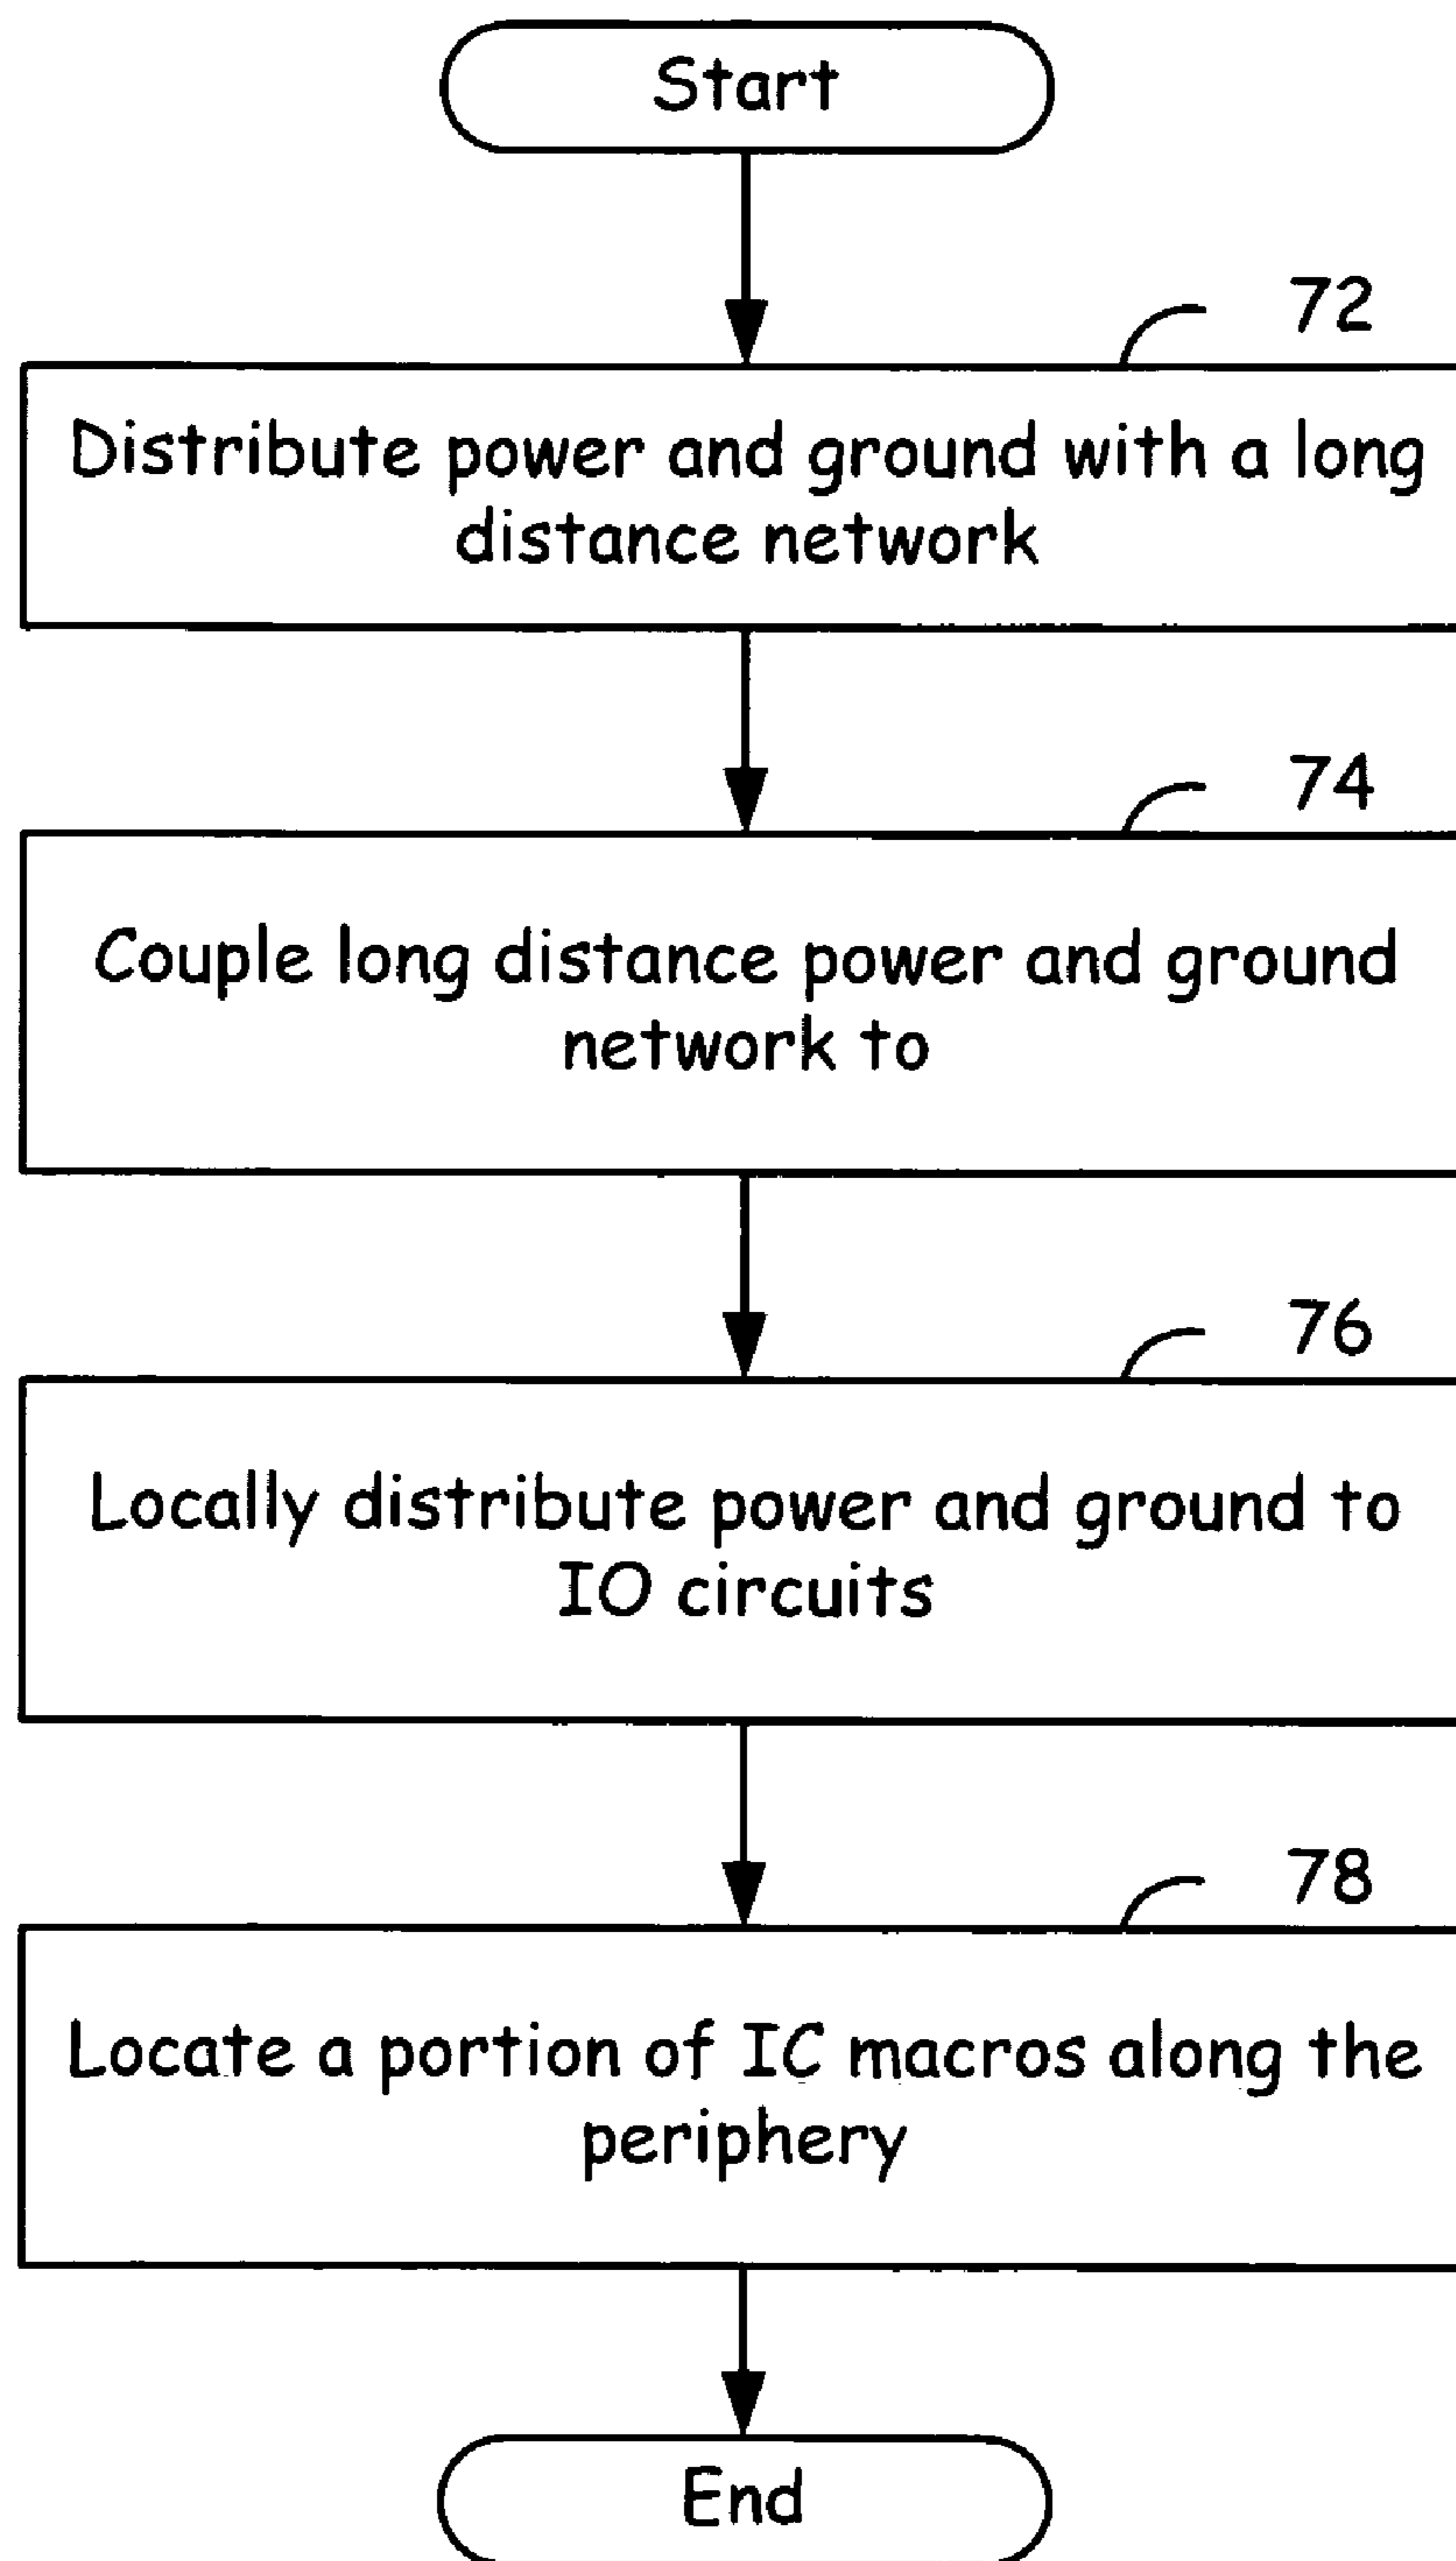 Start
72
Distribute power and ground with a long
distance network
74
Couple long distance power and ground
network to
76
Locally distribute power and ground to
IO circuits
78
Locate a portion of IC macros along the
periphery
End